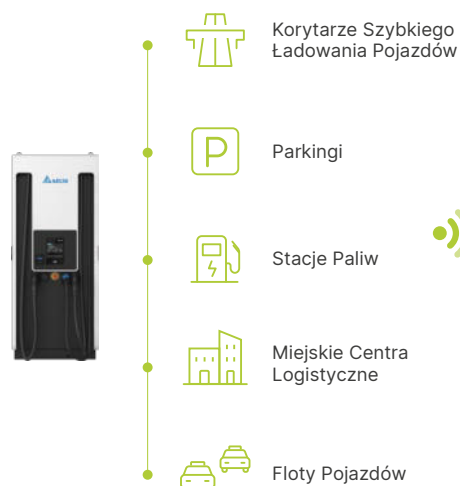 Korytarze Szybkiego
Ładowania Pojazdów
P
Parkingi
Stacje Paliw
Miejskie Centra
Logistyczne
Floty Pojazdów